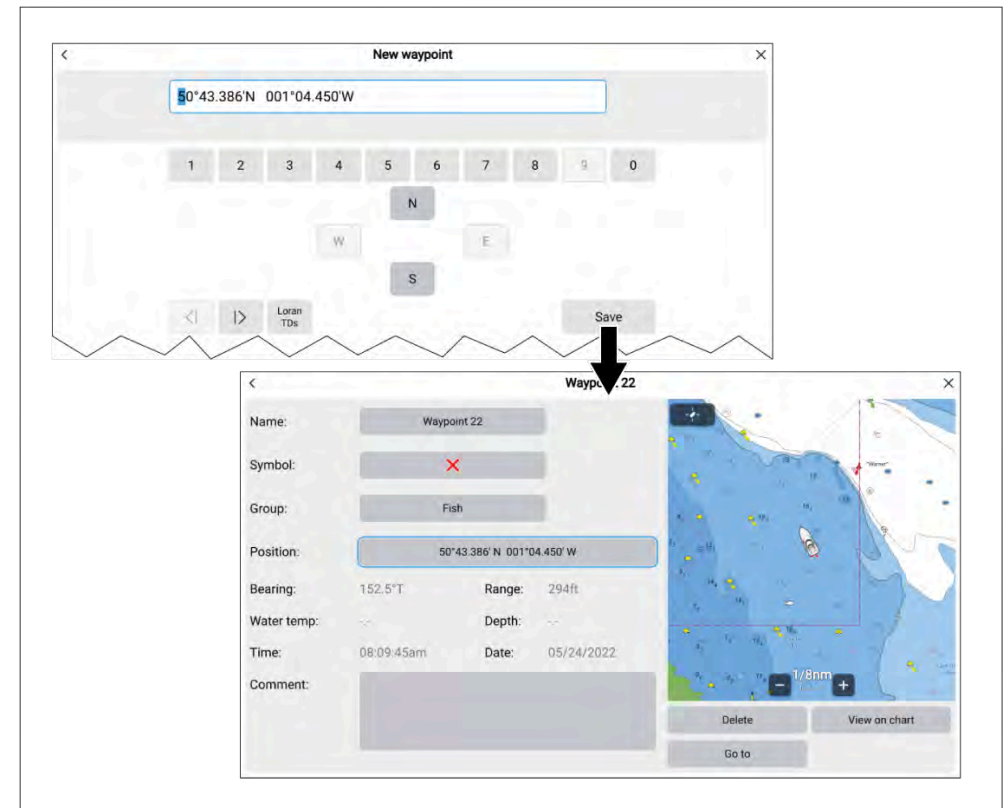 New waypoint
50°43.386'N 001°04.450'W
1 2 3 4 5 6 7 8 9 0
N
W E
S
Loran
TDs
Save
Waypoint 22
Name: Waypoint 22
Symbol:
Group: Fish
Position: 50°43.386' N 001°04.450' W
Bearing: 152.5°T Range: 294ft
Water temp: -.- Depth: -.-
Time: 08:09:45am Date: 05/24/2022
Comment:
"Warner"
1/8nm
Delete View on chart
Go to